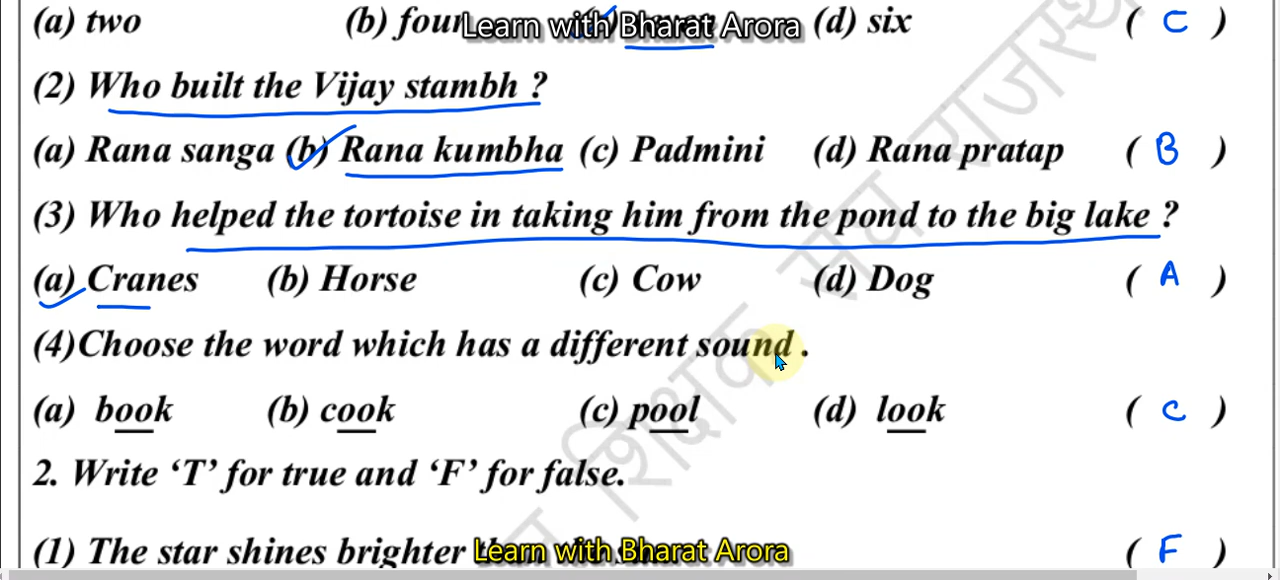 (a) two (b) four (d) six ( C )
Learn with Bharat Arora
(2) Who built the Vijay stambh ?
(a) Rana sanga (b) Rana kumbha (c) Padmini (d) Rana pratap ( B )
(3) Who helped the tortoise in taking him from the pond to the big lake ?
(a) Cranes (b) Horse (c) Cow (d) Dog ( A )
(4)Choose the word which has a different sound .
(a) book (b) cook (c) pool (d) look ( C )
2. Write ‘T’ for true and ‘F’ for false.
(1) The star shines brighter ( F )
Learn with Bharat Arora
शिक्षक संघ